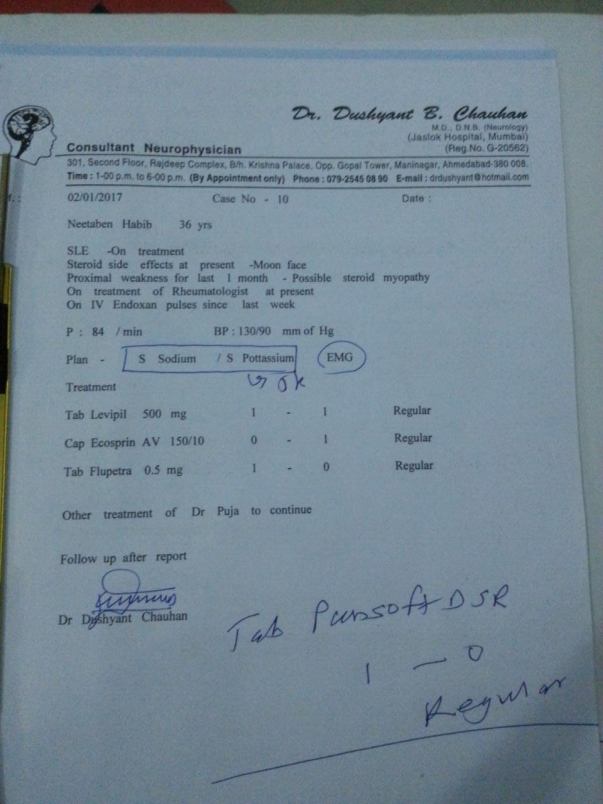 Dr. Dushyant B. Chauhan
M.D., D.N.B. (Neurology)
(Jaslok Hospital, Mumbai)
(Reg.No. G-20562)
Consultant Neurophysician
301, Second Floor, Rajdeep Complex, B/h. Krishna Palace, Opp. Gopal Tower, Maninagar, Ahmedabad-380 008.
Time : 1-00 p.m. to 6-00 p.m. (By Appointment only) Phone : 079-2545 08 90 E-mail : drdushyant@hotmail.com
02/01/2017 Case No - 10 Date :
Neetaben Habib 36 yrs
SLE -On treatment
Steroid side effects at present -Moon face
Proximal weakness for last 1 month - Possible steroid myopathy
On treatment of Rheumatologist at present
On IV Endoxan pulses since last week
P : 84 /min BP : 130/90 mm of Hg
Plan - S Sodium / S Pottassium EMG
Treatment
Tab Levipil 500 mg 1 - 1 Regular
Cap Ecosprin AV 150/10 0 - 1 Regular
Tab Flupetra 0.5 mg 1 - 0 Regular
Other treatment of Dr Puja to continue
Follow up after report
Dr Dushyant Chauhan
Tab DSR
1 - 0
Regular